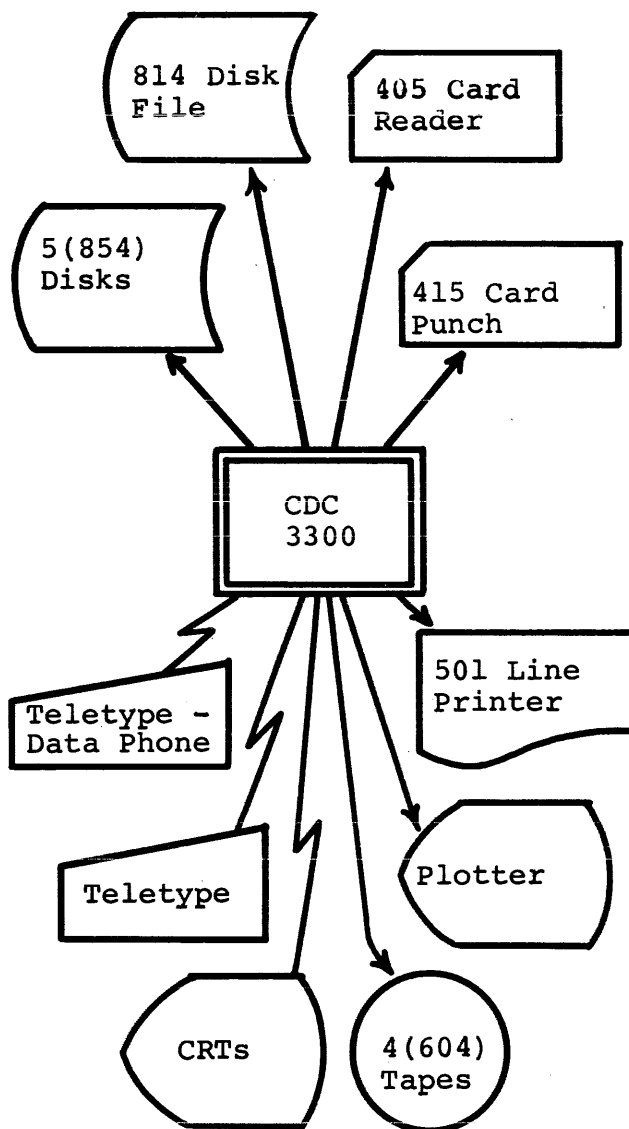 814 Disk
File
405 Card
Reader
5(854)
Disks
415 Card
Punch
CDC
3300
501 Line
Printer
Teletype -
Data Phone
Plotter
Teletype
CRTs
4(604)
Tapes